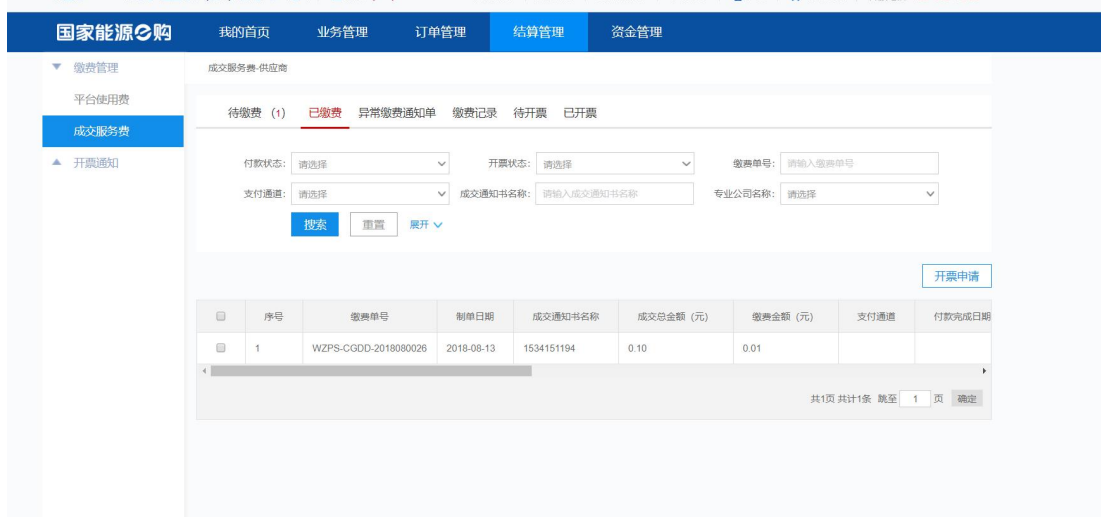 国家能源e购 我的首页 业务管理 订单管理 结算管理 资金管理
缴费管理
平台使用费
成交服务费
开票通知
成交服务费-供应商
待缴费 (1) 已缴费 异常缴费通知单 缴费记录 待开票 已开票
付款状态: 请选择 开票状态: 请选择 缴费单号: 请输入缴费单号
支付通道: 请选择 成交通知书名称: 请输入成交通知书名称 专业公司名称: 请选择
搜索 重置 展开
开票申请
序号 缴费单号 制单日期 成交通知书名称 成交总金额 (元) 缴费金额 (元) 支付通道 付款完成日期
1 WZPS-CGDD-2018080026 2018-08-13 1534151194 0.10 0.01
共1页 共计1条 跳至 1 页 确定